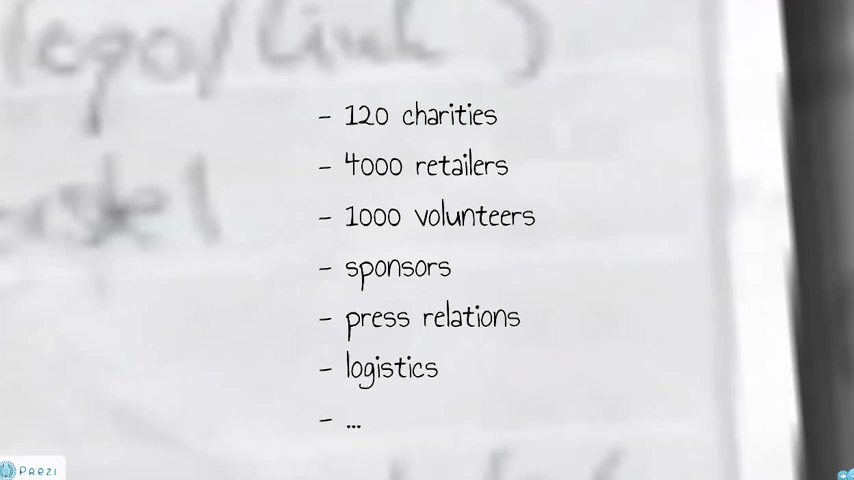 - 120 charities
- 4000 retailers
- 1000 volunteers
- sponsors
- press relations
- logistics
- ...
PREZI